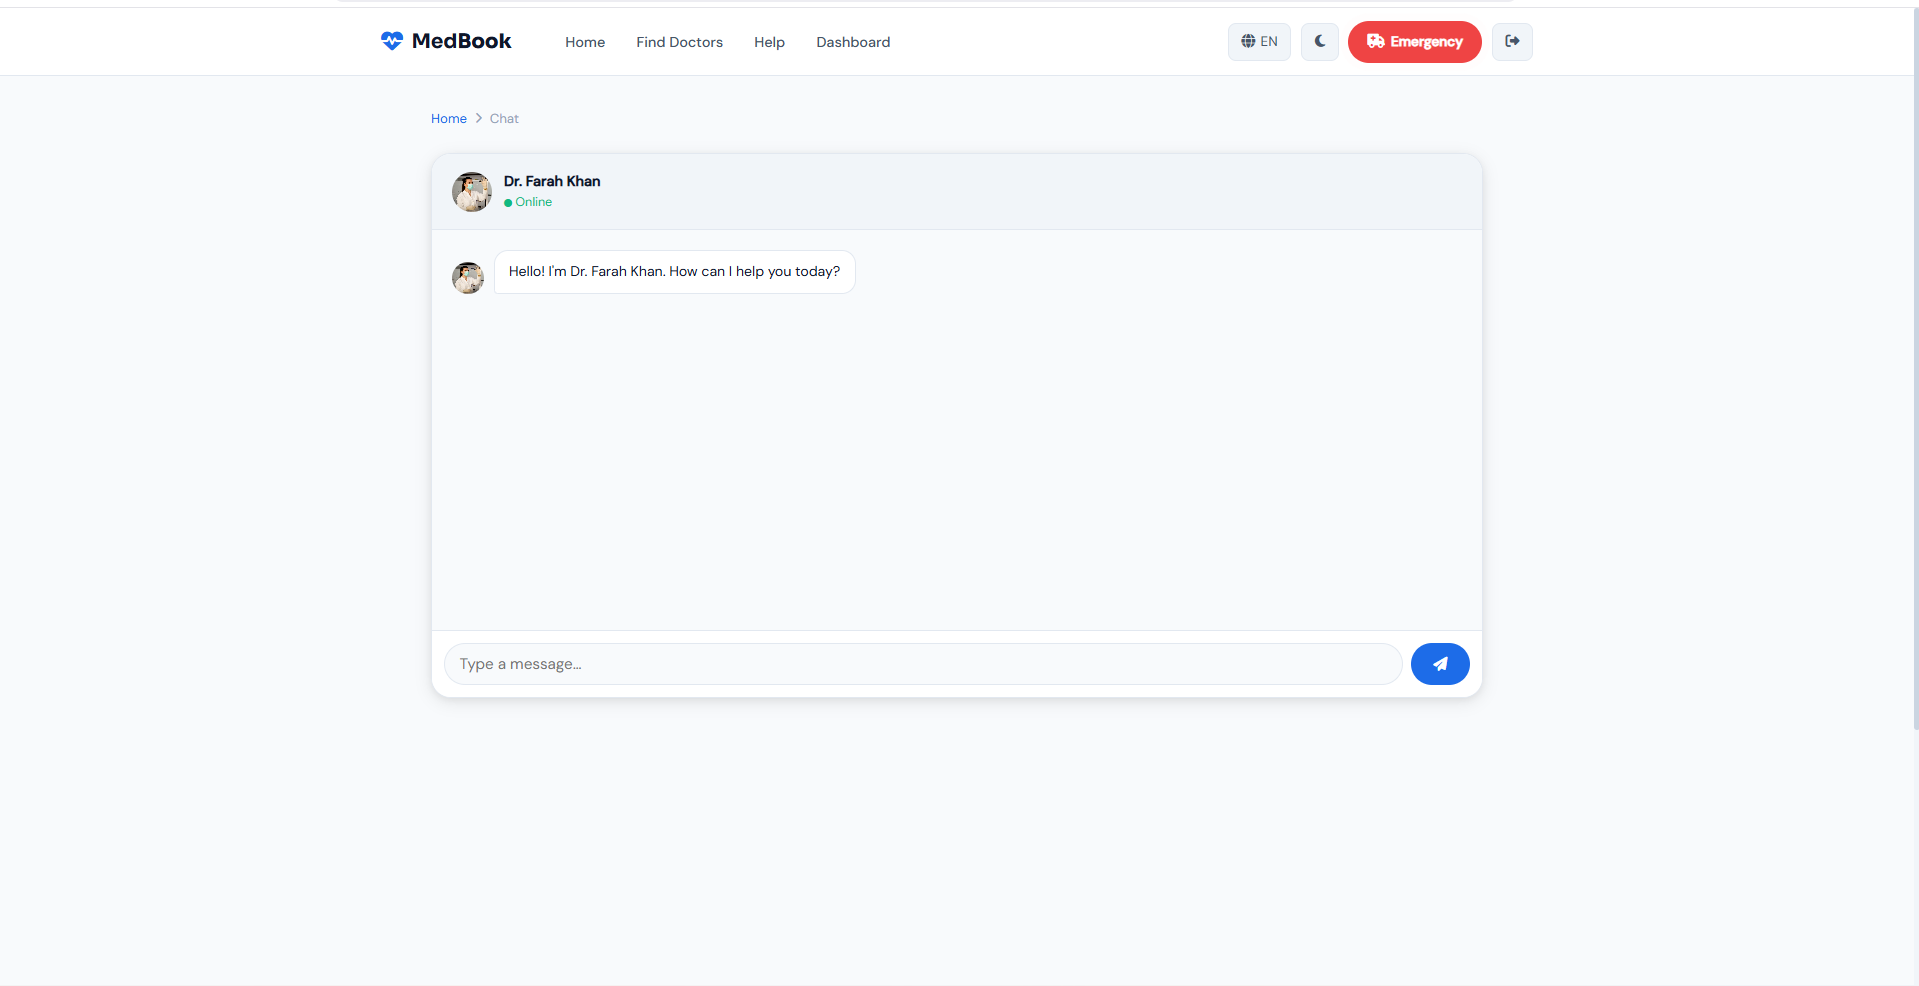 MedBook
Home
Find Doctors
Help
Dashboard
EN
Emergency
Home
Chat
Dr. Farah Khan
Online
Hello! I'm Dr. Farah Khan. How can I help you today?
Type a message...